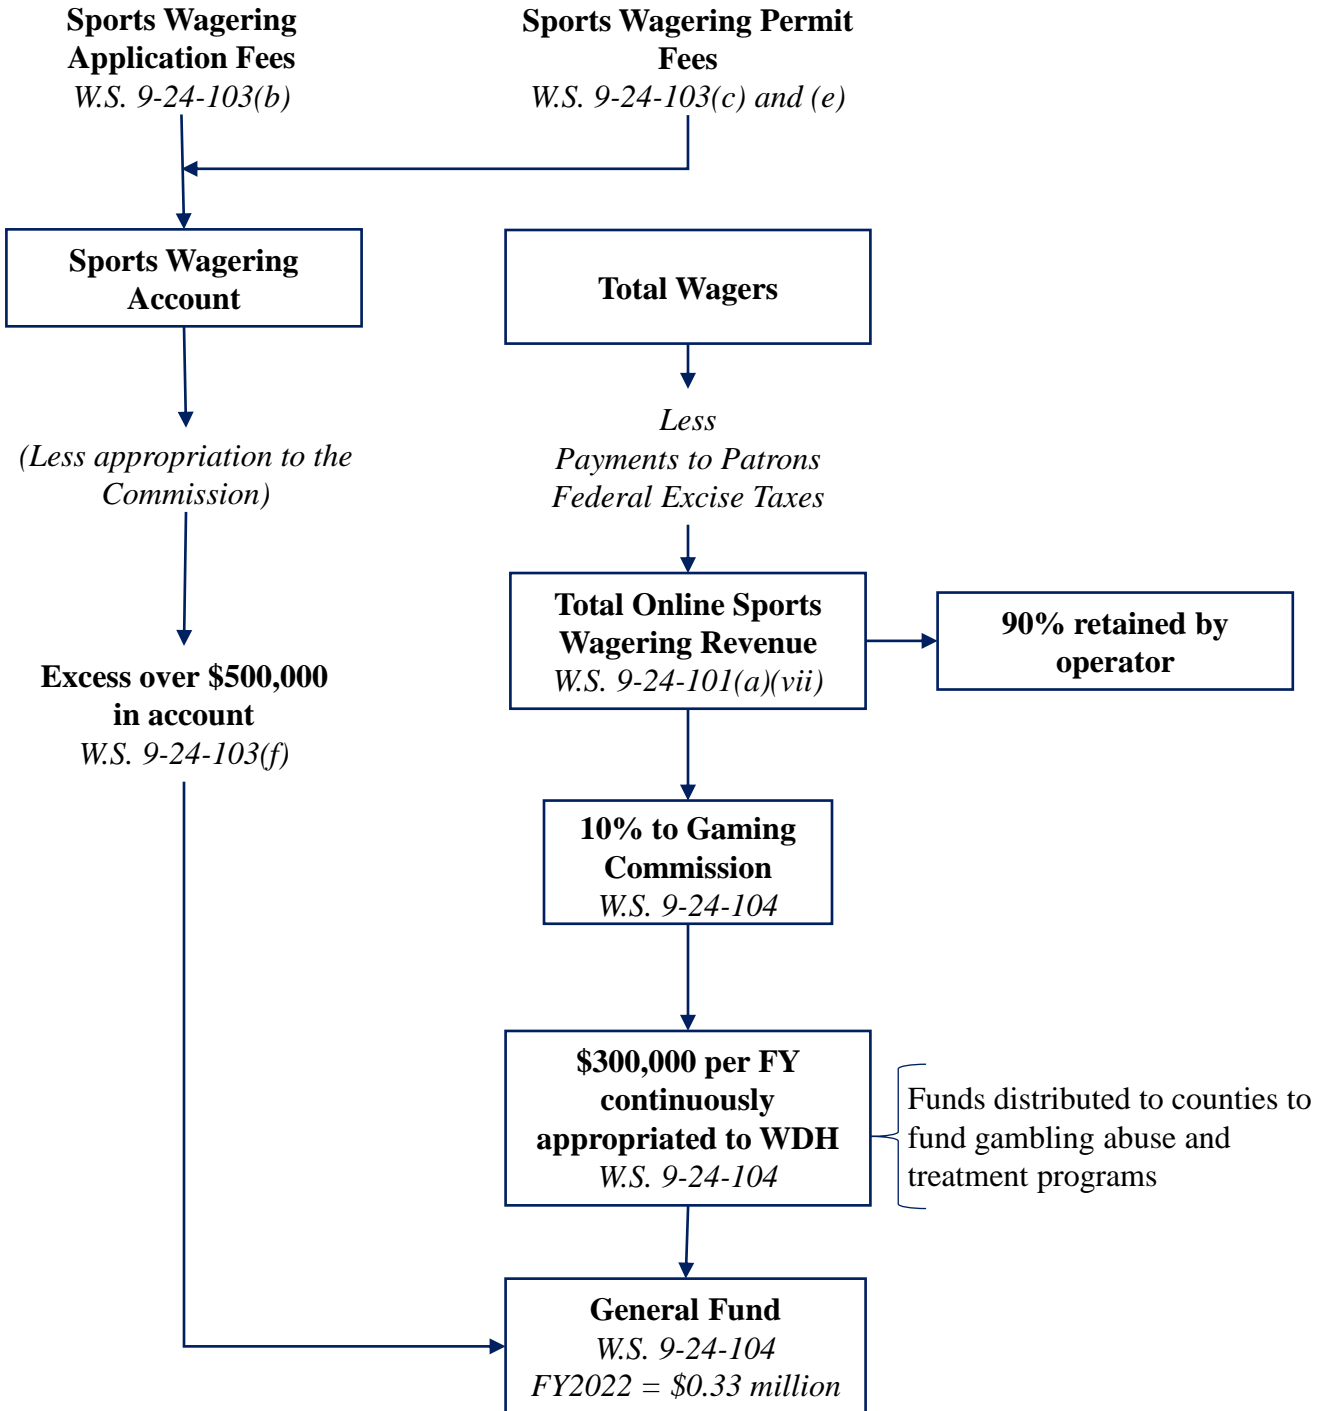 Sports Wagering
Application Fees
W.S. 9-24-103(b)
Sports Wagering Permit
Fees
W.S. 9-24-103(c) and (e)
Sports Wagering
Account
Total Wagers
(Less appropriation to the
Commission)
Less
Payments to Patrons
Federal Excise Taxes
Total Online Sports
Wagering Revenue
W.S. 9-24-101(a)(vii)
90% retained by
operator
Excess over $500,000
in account
W.S. 9-24-103(f)
10% to Gaming
Commission
W.S. 9-24-104
$300,000 per FY
continuously
appropriated to WDH
W.S. 9-24-104
Funds distributed to counties to
fund gambling abuse and
treatment programs
General Fund
W.S. 9-24-104
FY2022 = $0.33 million